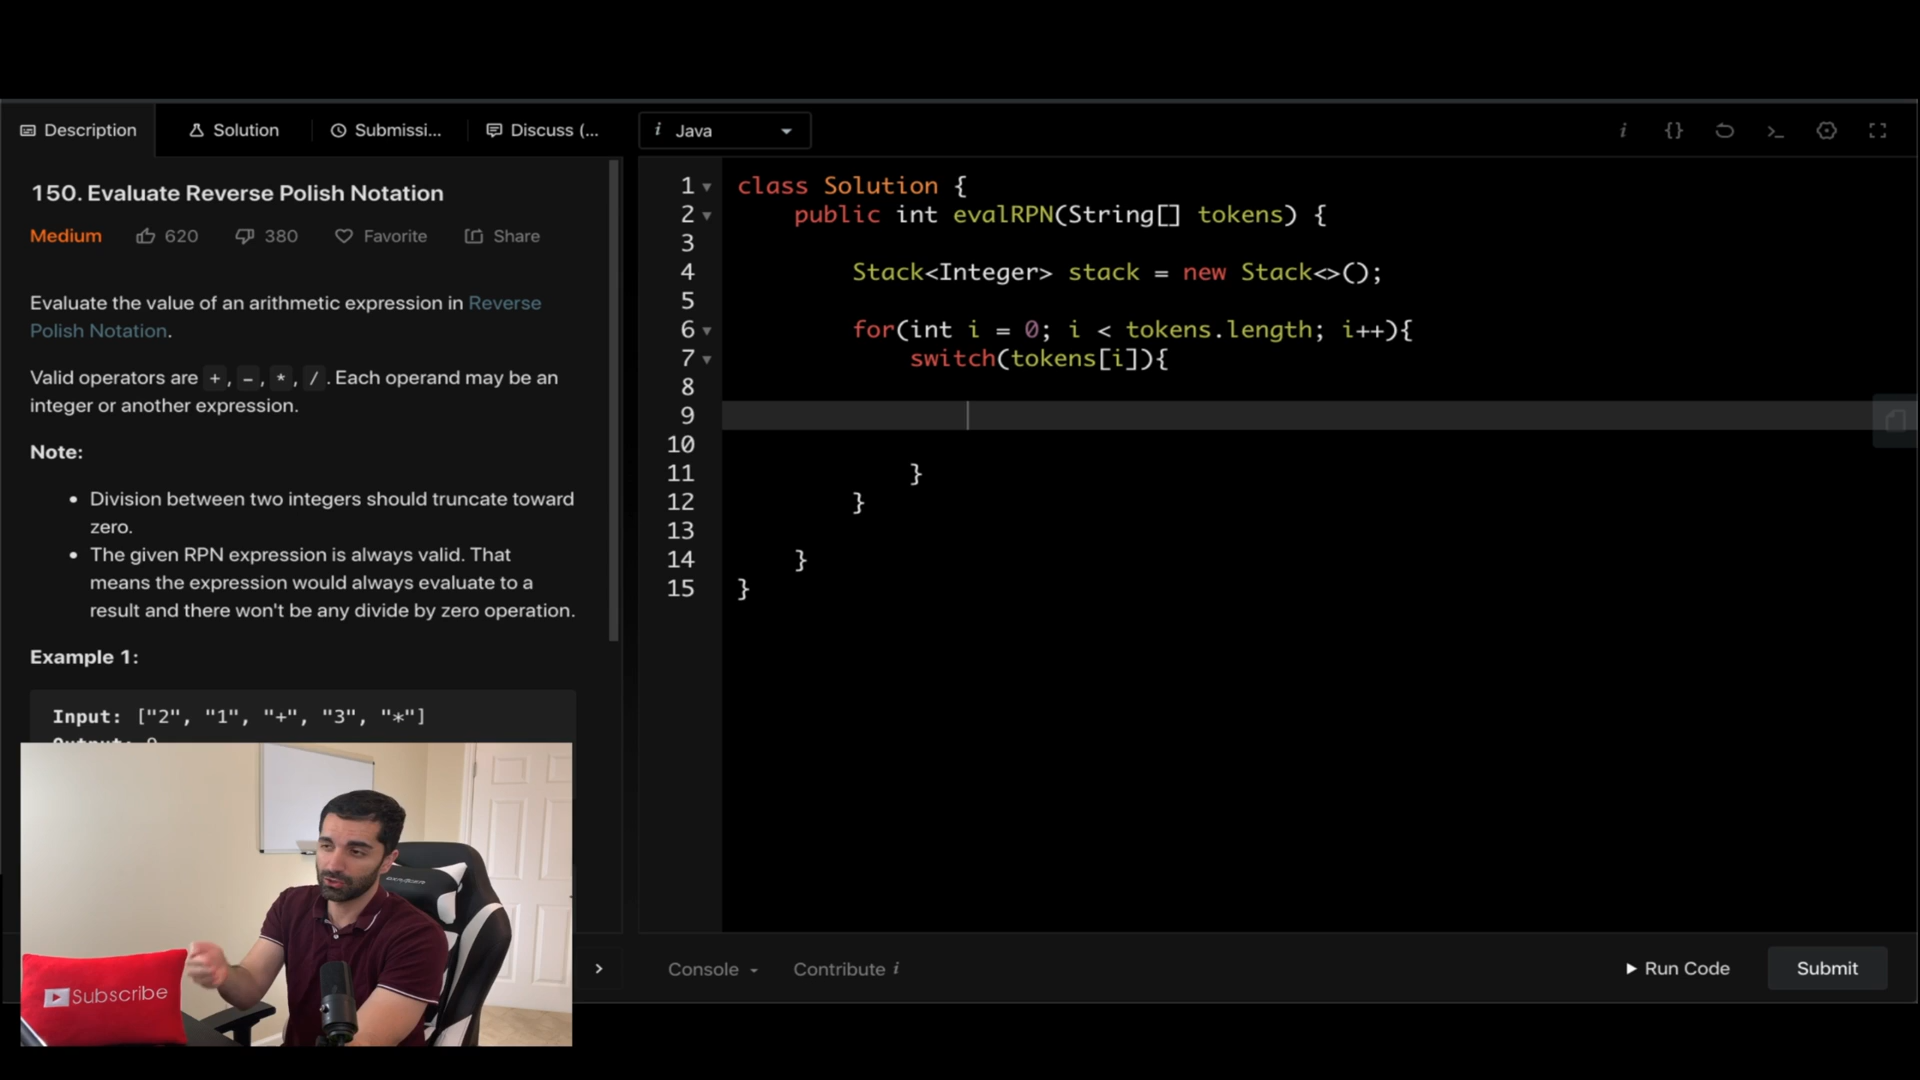 Description
Solution
Submissi...
Discuss (...
i Java
150. Evaluate Reverse Polish Notation
Medium 620 380 Favorite Share
Evaluate the value of an arithmetic expression in Reverse
Polish Notation.
Valid operators are +, -, *, /. Each operand may be an
integer or another expression.
Note:
• Division between two integers should truncate toward
zero.
• The given RPN expression is always valid. That
means the expression would always evaluate to a
result and there won't be any divide by zero operation.
Example 1:
Input: ["2", "1", "+", "3", "*"]
1 class Solution {
2 public int evalRPN(String[] tokens) {
3
4 Stack<Integer> stack = new Stack<>();
5
6 for(int i = 0; i < tokens.length; i++){
7 switch(tokens[i]){
8
9
10
11 }
12 }
13
14 }
15 }
Subscribe
Console
Contribute i
Run Code
Submit